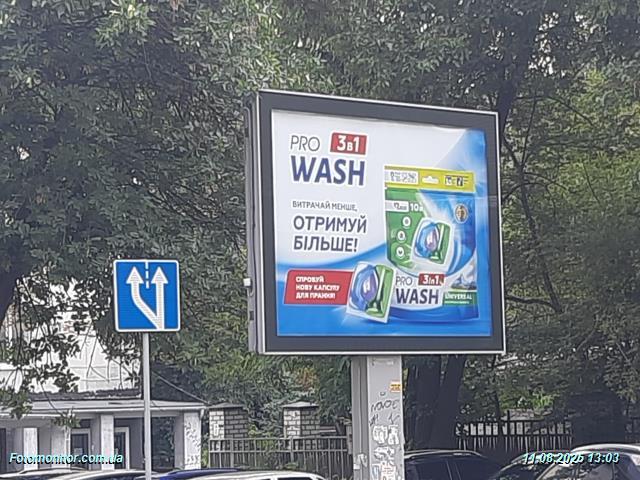 PRO 3в1
WASH
ВИТРАЧАЙ МЕНШЕ,
ОТРИМУЙ
БІЛЬШЕ!
СПРОБУЙ
НОВУ КАПСУЛУ
ДЛЯ ПРАННЯ!
PRO 3in1
WASH
UNIVERSAL
Fotomonitor.com.ua
11.08.2025 13:03